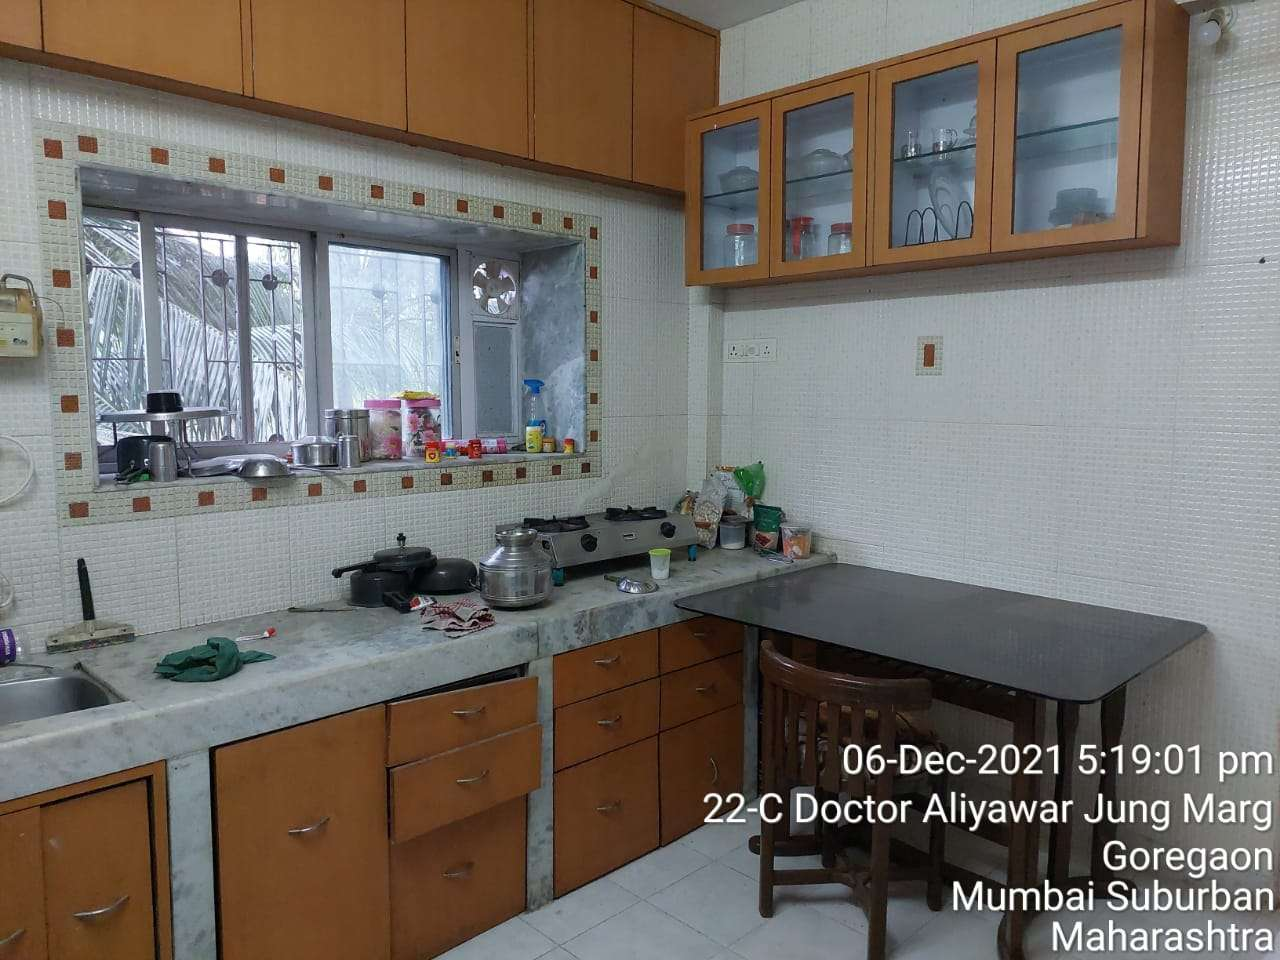 06-Dec-2021 5:19:01 pm
22-C Doctor Aliyawar Jung Marg
Goregaon
Mumbai Suburban
Maharashtra